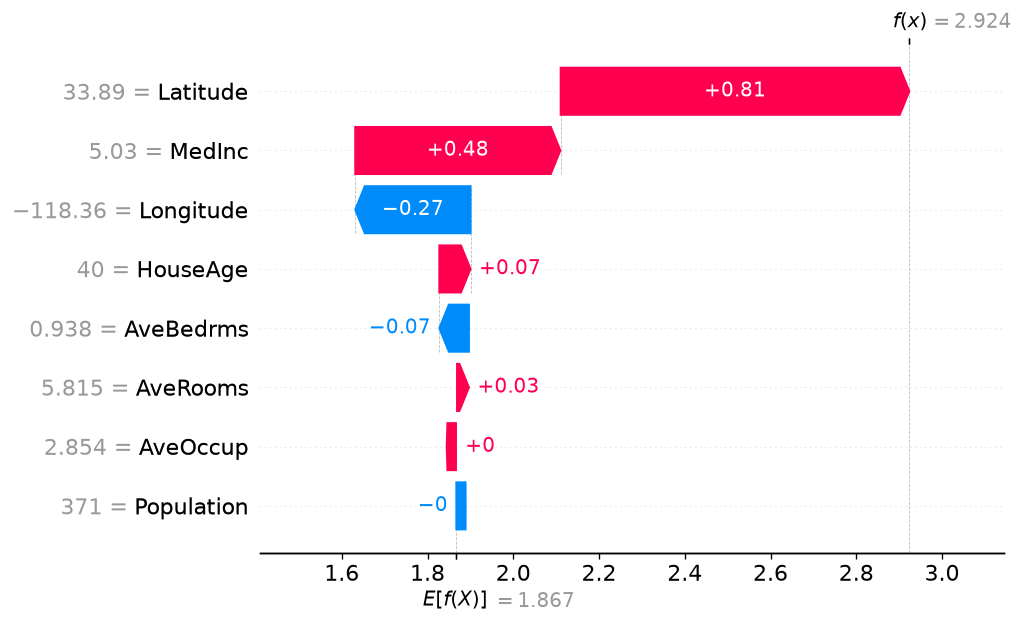 f(x) = 2.924
33.89 = Latitude
+0.81
5.03 = MedInc
+0.48
−118.36 = Longitude
−0.27
40 = HouseAge
+0.07
0.938 = AveBedrms
−0.07
5.815 = AveRooms
+0.03
2.854 = AveOccup
+0
371 = Population
−0
1.6 1.8 2.0 2.2 2.4 2.6 2.8 3.0
E[f(X)] = 1.867